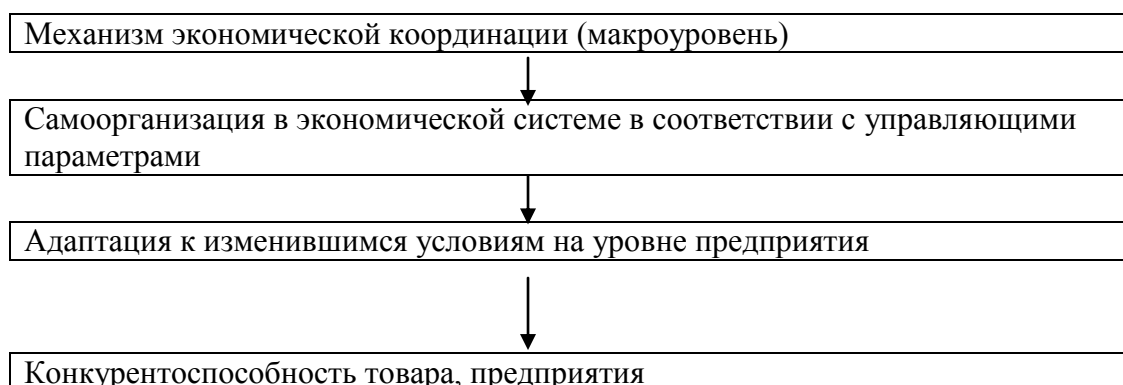 Механизм экономической координации (макроуровень)
Самоорганизация в экономической системе в соответствии с управляющими
параметрами
Адаптация к изменившимся условиям на уровне предприятия
Конкурентоспособность товара, предприятия